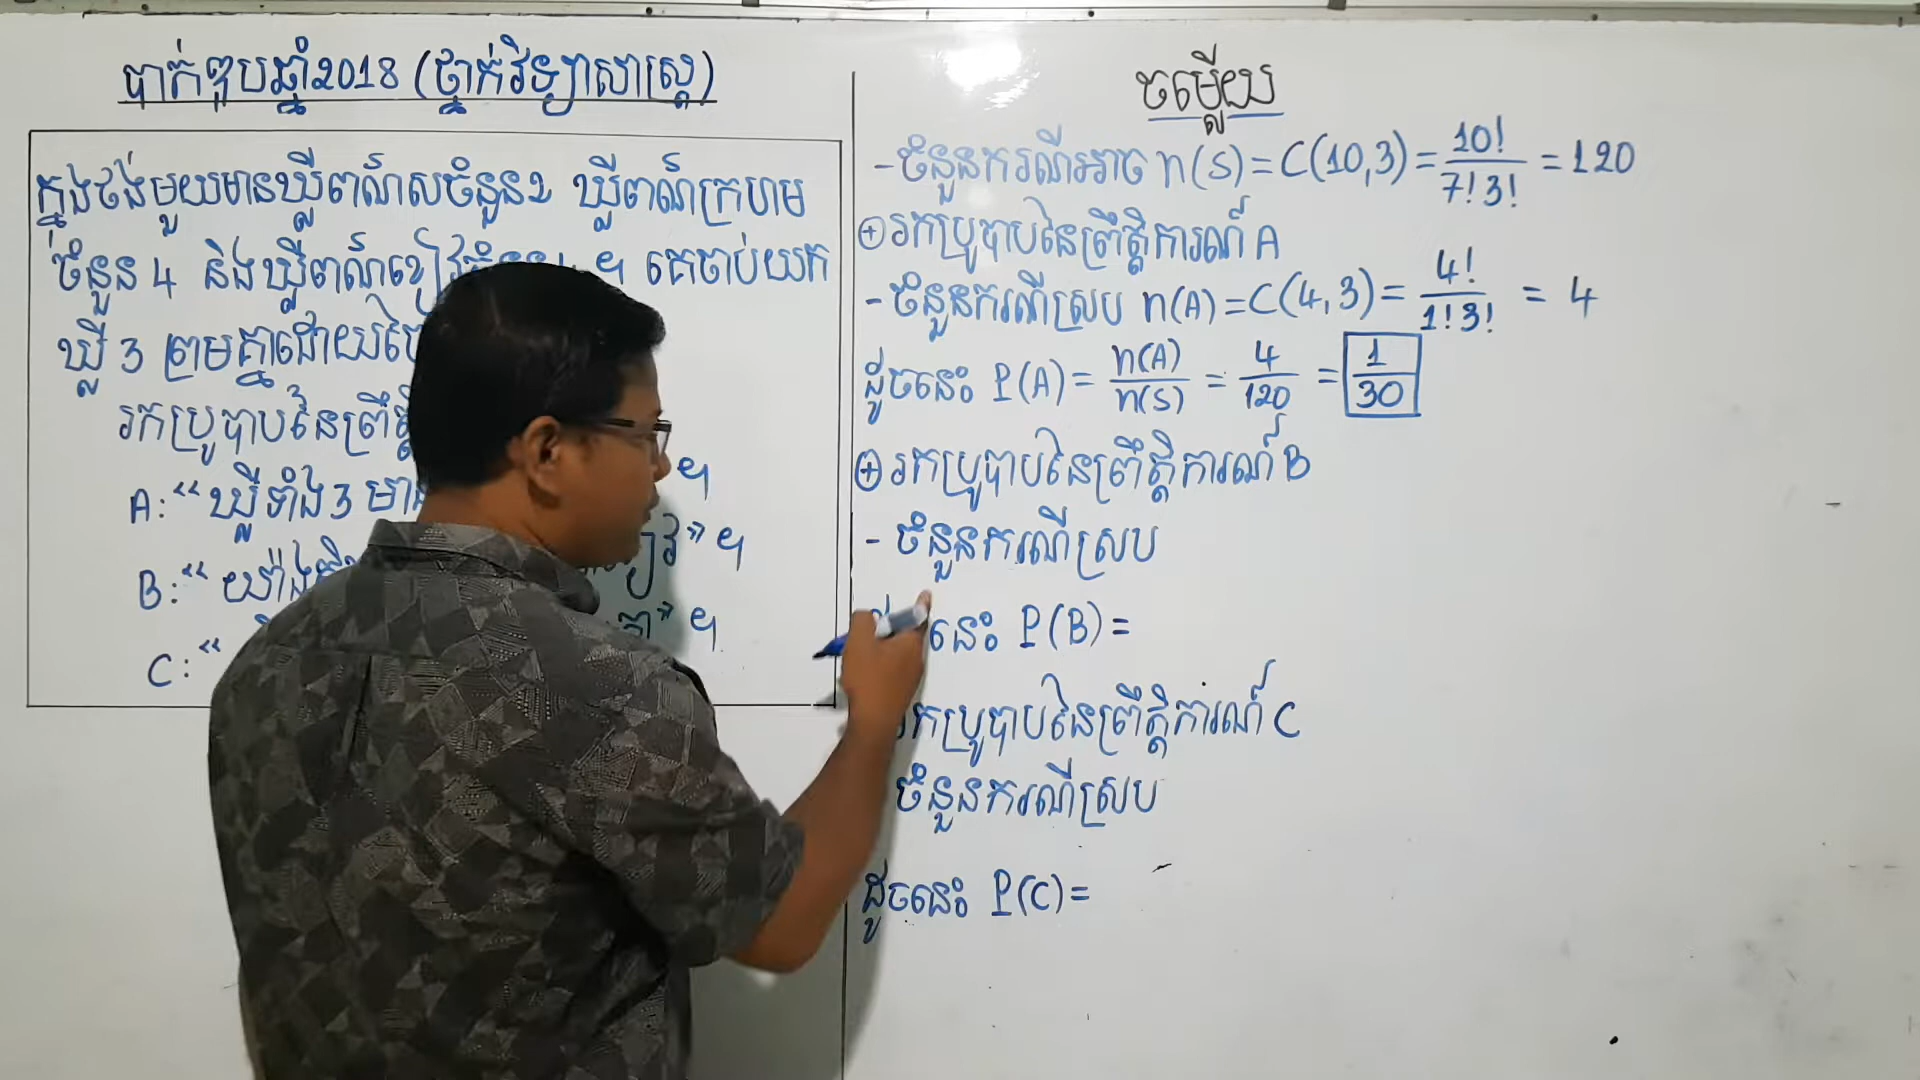 បាក់ឌុបឆ្នាំ2018 (ថ្នាក់វិទ្យាសាស្ត្រ)
ក្នុងថង់មួយមានឃ្លីពណ៌សចំនួន2 ឃ្លីពណ៌ក្រហម
ចំនួន 4 និងឃ្លីពណ៌ខៀវចំនួន ។ គេចាប់យក
ឃ្លី 3 ព្រមគ្នាដោយ
រកប្រូបាបនៃព្រឹត្តិ
A: “ ឃ្លីទាំង3 មាន ។
B: “ យ៉ាង ៀវ” ។
C: “ គ្នា” ។
ចម្លើយ
-ចំនួនករណីអាច n(S) = C(10,3) = 10!/7!3! = 120
⊕ រកប្រូបាបនៃព្រឹត្តិការណ៍ A
-ចំនួនករណីស្រប n(A) = C(4,3) = 4!/1!3! = 4
ដូចនេះ P(A) = n(A)/n(S) = 4/120 = 1/30
⊕ រកប្រូបាបនៃព្រឹត្តិការណ៍ B
- ចំនួនករណីស្រប
នេះ P(B) =
រកប្រូបាបនៃព្រឹត្តិការណ៍ C
ចំនួនករណីស្រប
ដូចនេះ P(C) =